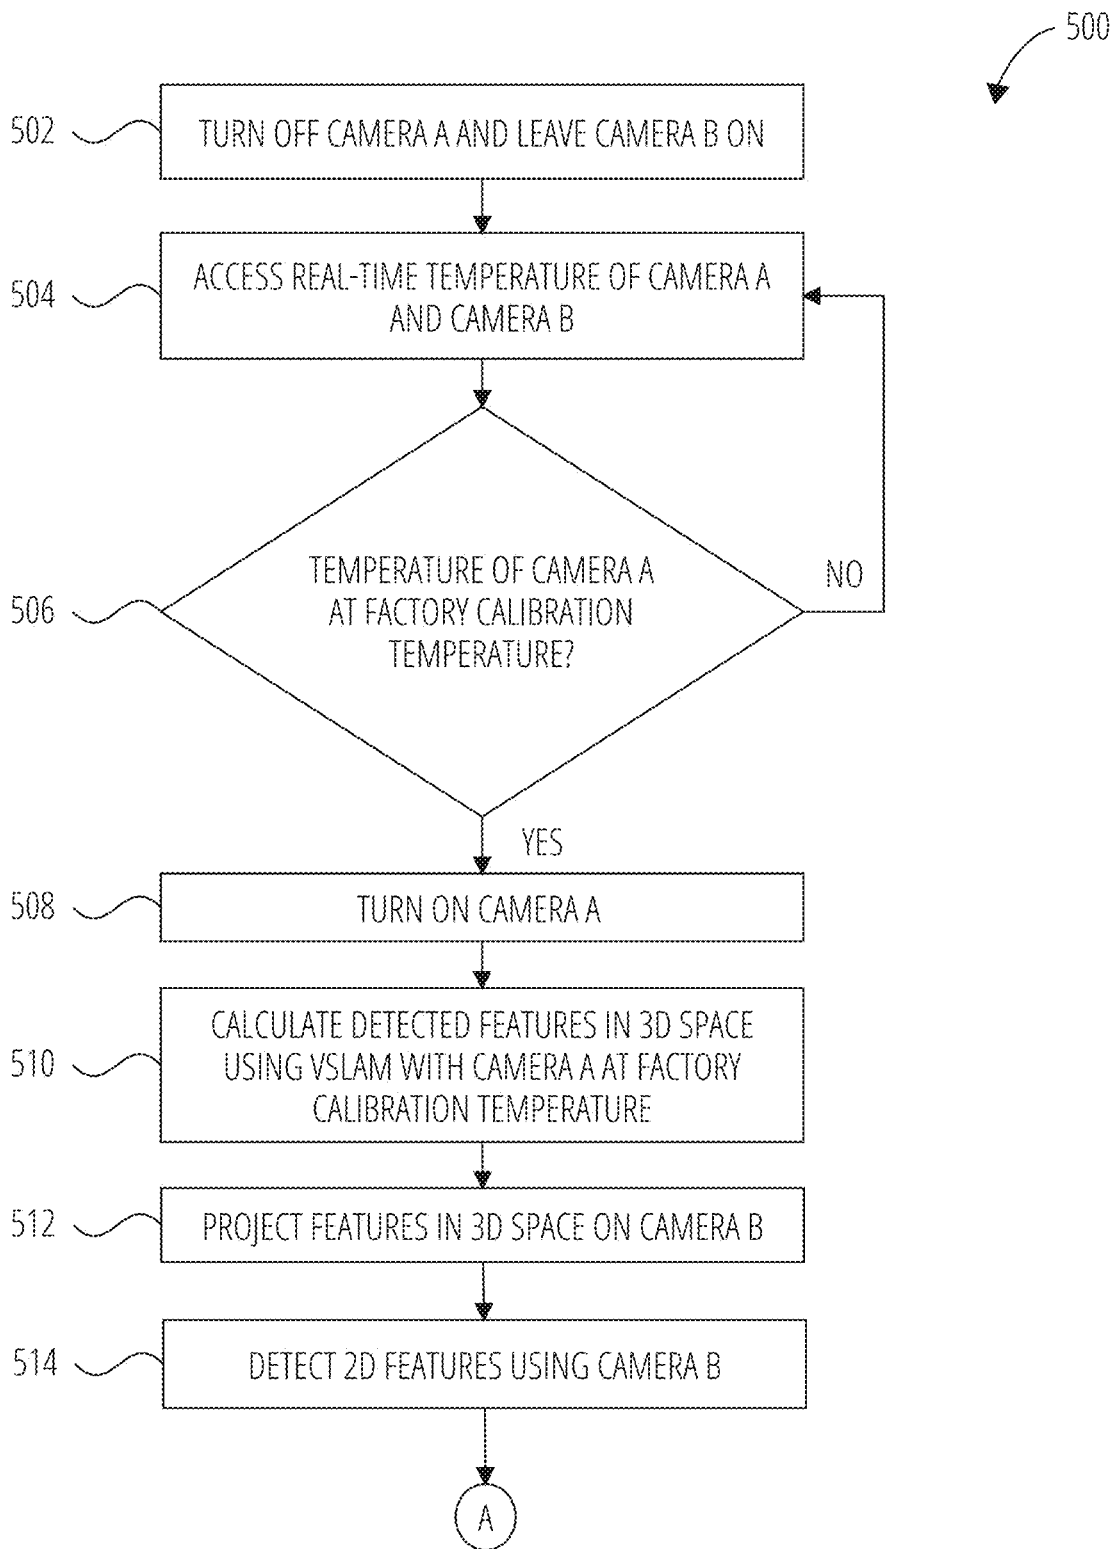 500
502
TURN OFF CAMERA A AND LEAVE CAMERA B ON
504
ACCESS REAL-TIME TEMPERATURE OF CAMERA A
AND CAMERA B
506
TEMPERATURE OF CAMERA A
AT FACTORY CALIBRATION
TEMPERATURE?
NO
YES
508
TURN ON CAMERA A
510
CALCULATE DETECTED FEATURES IN 3D SPACE
USING VSLAM WITH CAMERA A AT FACTORY
CALIBRATION TEMPERATURE
512
PROJECT FEATURES IN 3D SPACE ON CAMERA B
514
DETECT 2D FEATURES USING CAMERA B
A